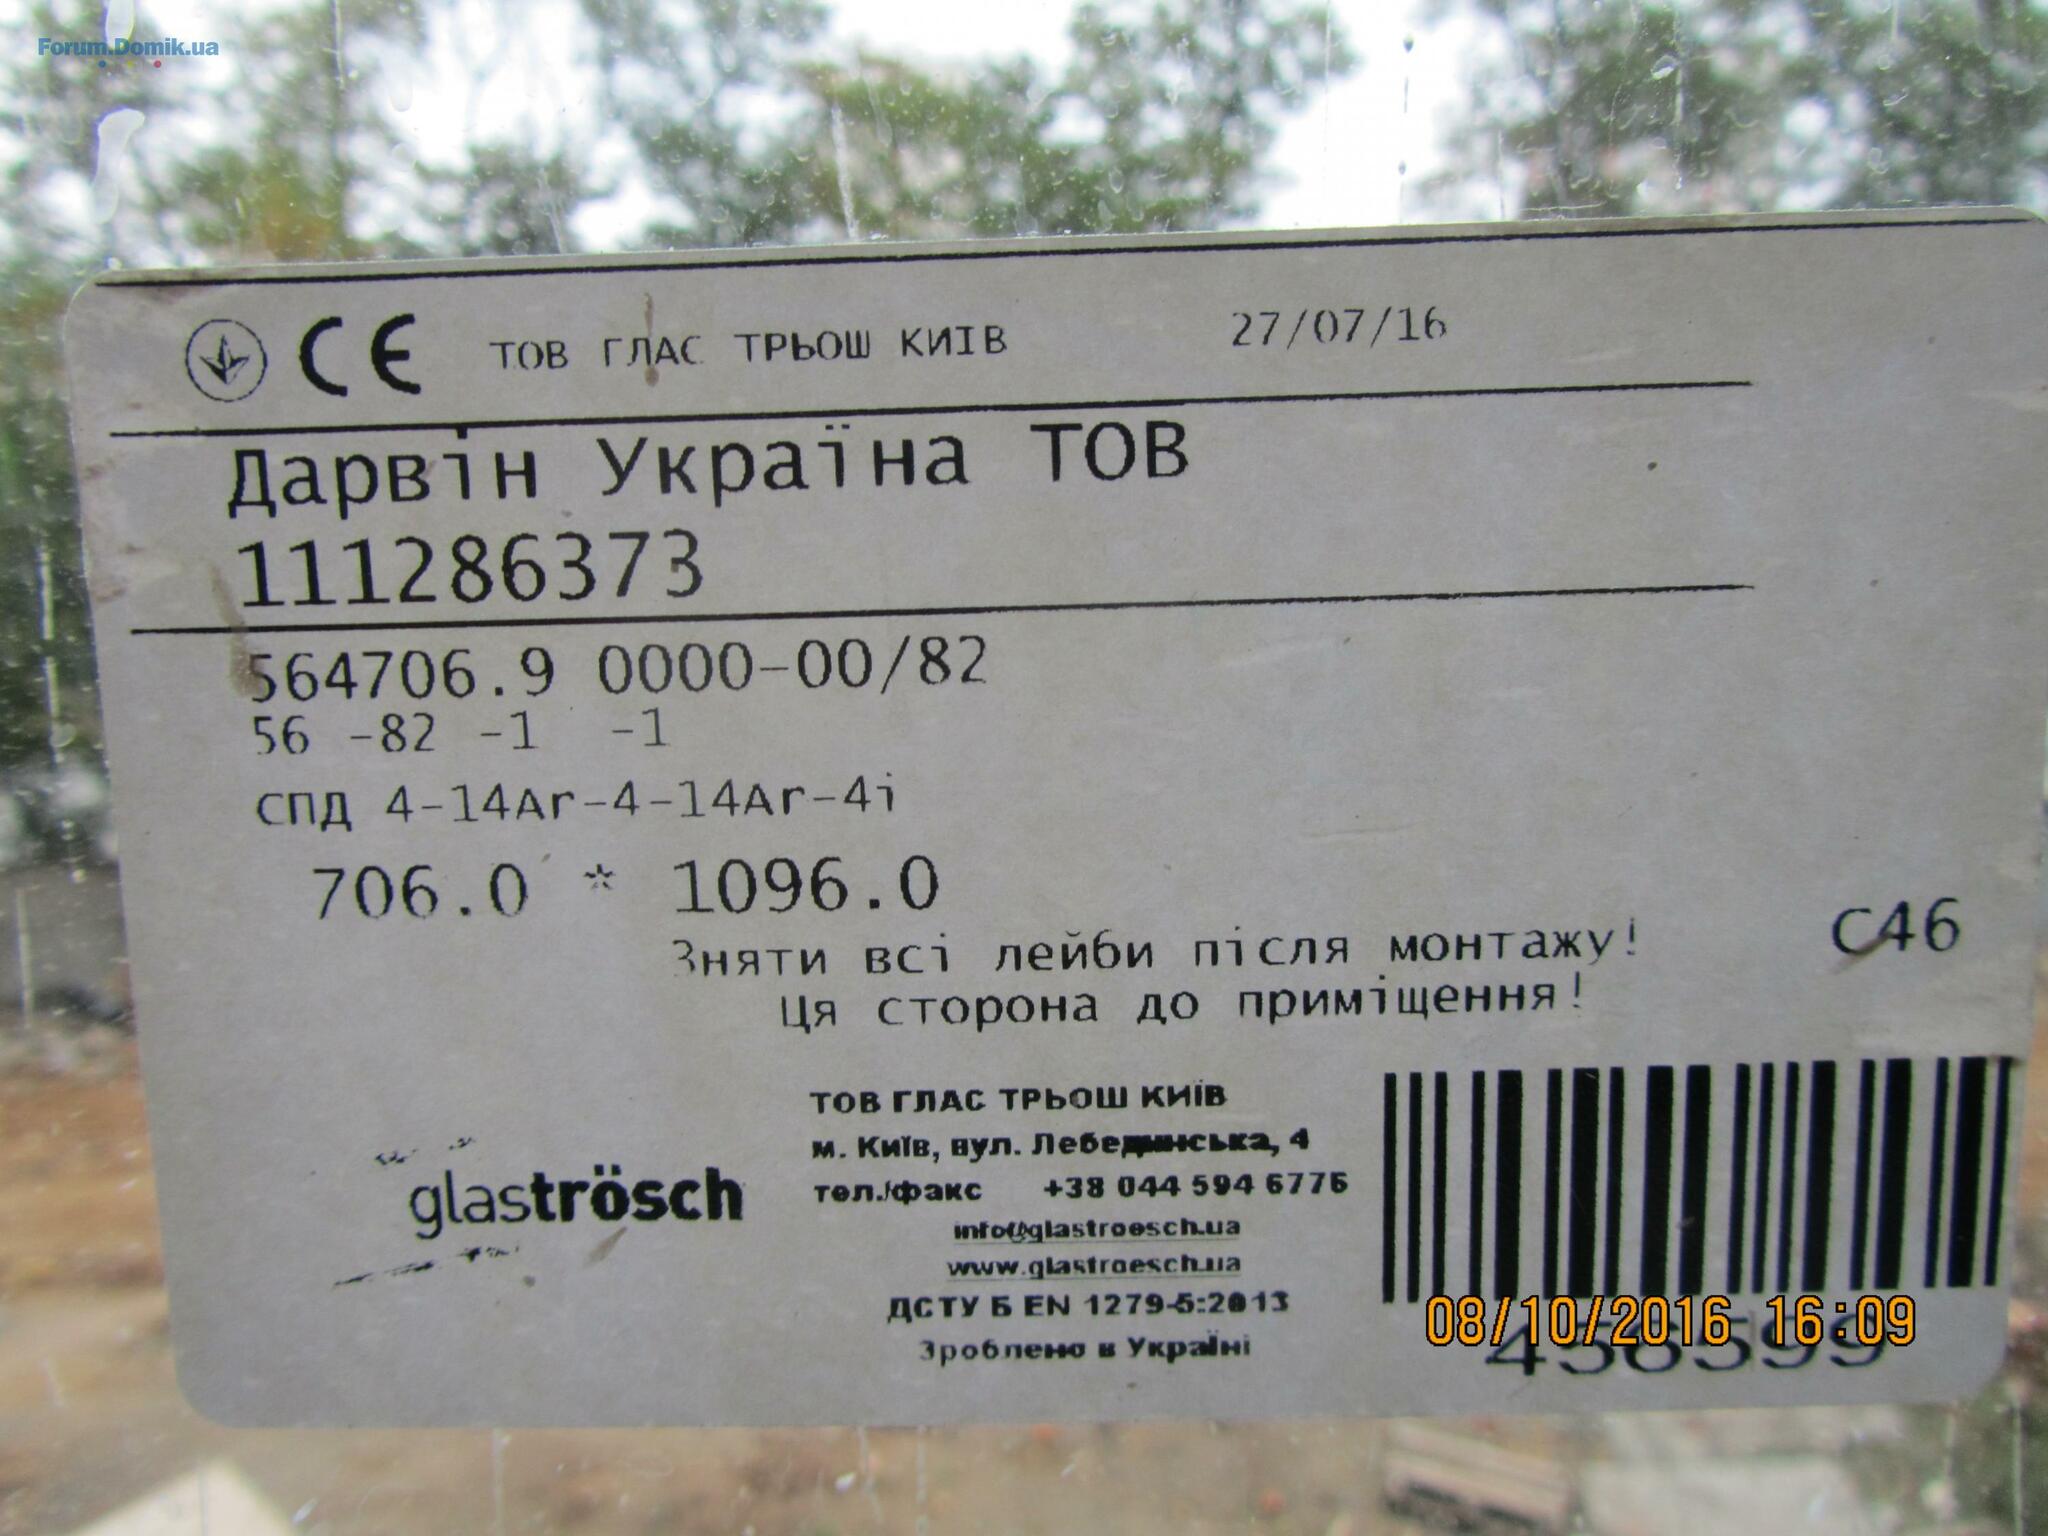 Forum.Domik.ua
CE ТОВ ГЛАС ТРЬОШ КИІВ 27/07/16
Дарвін Україна ТОВ
111286373
564706.9 0000-00/82
56 -82 -1 -1
СПД 4-14Ar-4-14Ar-4i
706.0 * 1096.0
Зняти всі лейби після монтажу! С46
Ця сторона до приміщення!
ТОВ ГЛАС ТРЬОШ КИЇВ
м. Київ, вул. Лебединська, 4
тел./факс +38 044 594 6776
glaströsch
info@glastroesch.ua
www.glastroesch.ua
ДСТУ Б EN 1279-5:2013
Зроблено в Україні
08/10/2016 16:09